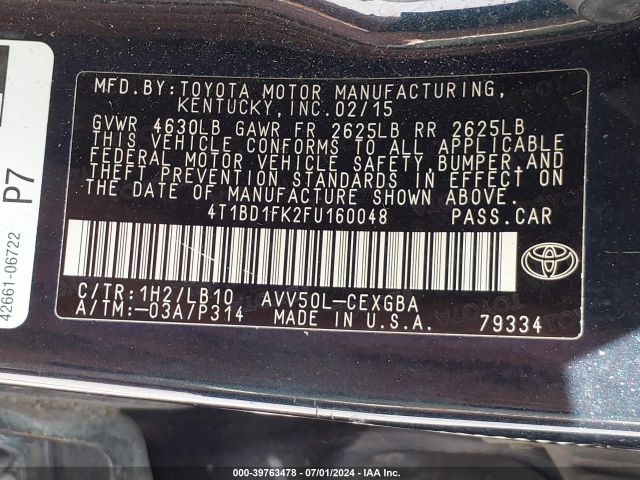 MFD. BY: TOYOTA MOTOR MANUFACTURING,
KENTUCKY, INC. 02/15
GVWR 4630LB GAWR FR 2625LB RR 2625LB
THIS VEHICLE CONFORMS TO ALL APPLICABLE
FEDERAL MOTOR VEHICLE SAFETY, BUMPER, AND
THEFT PREVENTION STANDARDS IN EFFECT ON
THE DATE OF MANUFACTURE SHOWN ABOVE.
4T1BD1FK2FU160048 PASS. CAR
C/TR: 1H2/LB10 AVV50L-CEXGBA
A/TM:-03A/P314 MADE IN U.S.A. 79334
42661-06722 P7
000-39763478 - 07/01/2024 - IAA Inc.